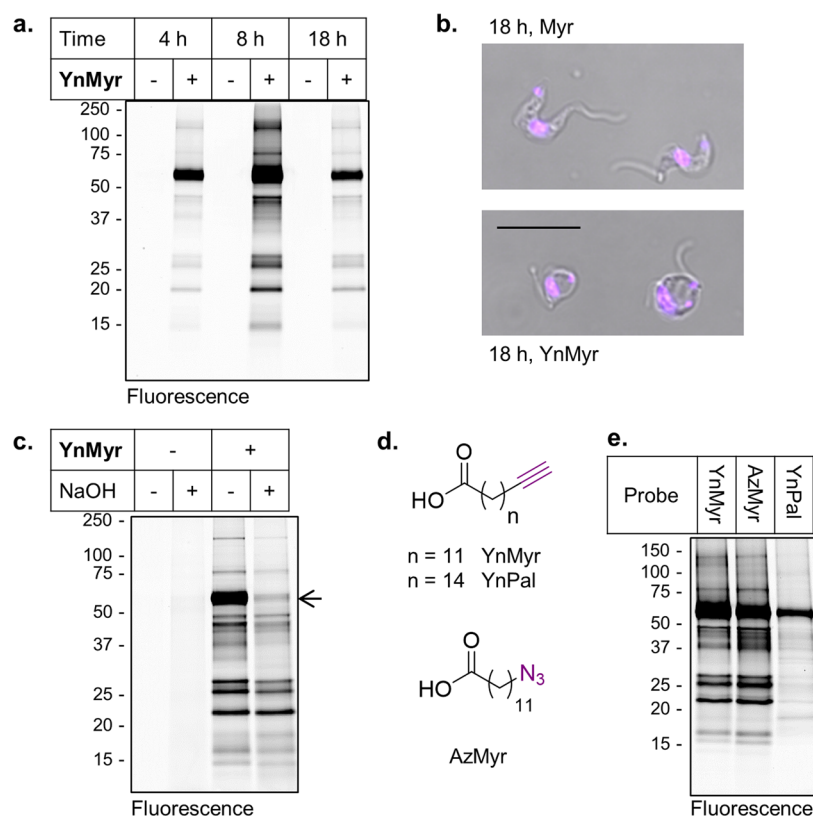 a.
Time 4 h 8 h 18 h
YnMyr - + - + - +
250 -
100 -
75 -
50 -
37 -
25 -
20 -
15 -
Fluorescence
b.
18 h, Myr
18 h, YnMyr
c.
YnMyr - +
NaOH - + - +
250 -
100 -
75 -
50 -
37 -
25 -
20 -
15 -
Fluorescence
d.
O
HO
n
n = 11 YnMyr
n = 14 YnPal
O
HO
N3
11
AzMyr
e.
Probe YnMyr AzMyr YnPal
150 -
100 -
75 -
50 -
37 -
25 -
20 -
15 -
Fluorescence